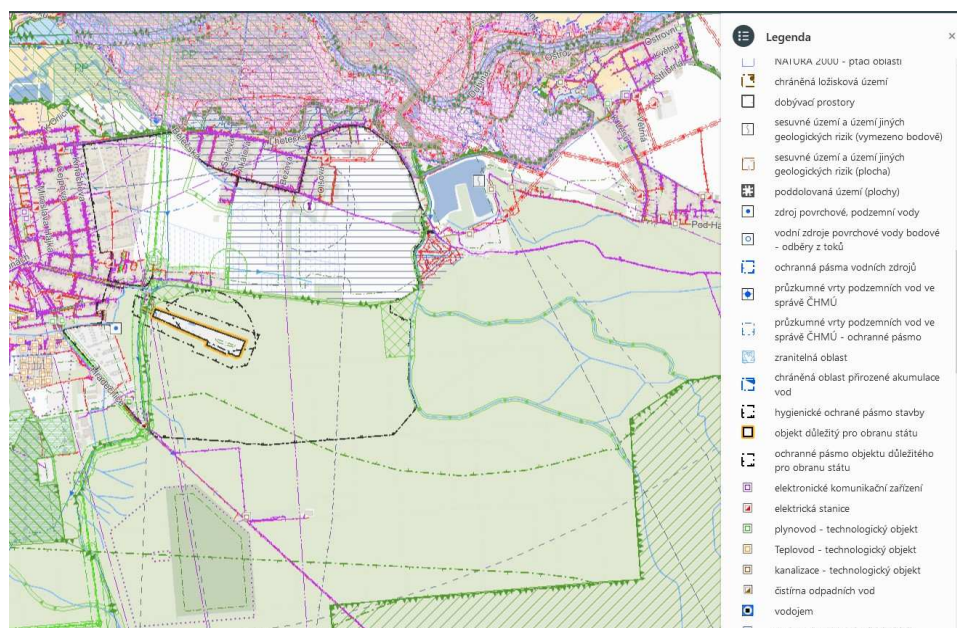 Legenda
NATURA 2000 - ptačí oblasti
chráněná ložisková území
dobývací prostory
sesuvné území a území jiných
geologických rizik (vymezeno bodově)
sesuvné území a území jiných
geologických rizik (plocha)
poddolovaná území (plochy)
zdroj povrchové, podzemní vody
vodní zdroje povrchové vody bodové
- odběry z toků
ochranná pásma vodních zdrojů
průzkumné vrty podzemních vod ve
správě ČHMÚ
průzkumné vrty podzemních vod ve
správě ČHMÚ - ochranné pásmo
zranitelná oblast
chráněná oblast přirozené akumulace
vod
hygienické ochrané pásmo stavby
objekt důležitý pro obranu státu
ochranné pásmo objektu důležitého
pro obranu státu
elektronické komunikační zařízení
elektrická stanice
plynovod - technologický objekt
Teplovod - technologický objekt
kanalizace - technologický objekt
čistírna odpadních vod
vodojem
Ostrovní
Květná
Pod-Ha